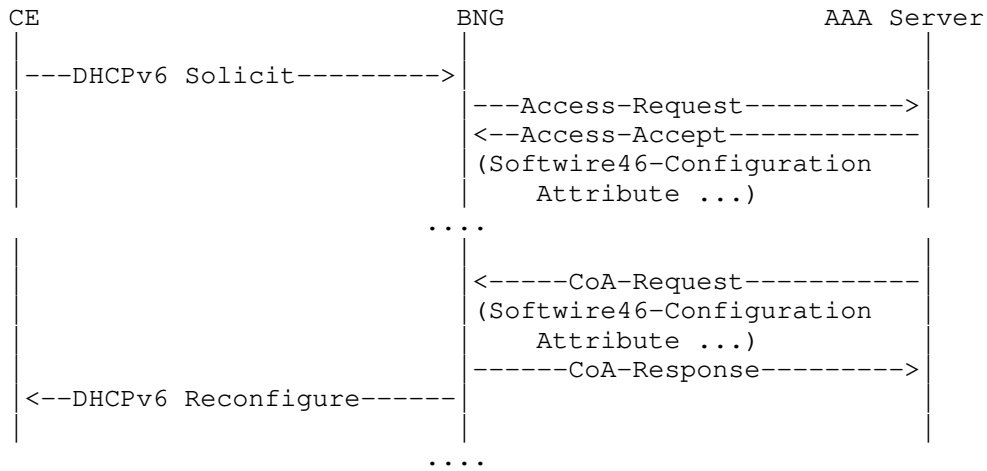 CE BNG AAA Server
---DHCPv6 Solicit--------->
---Access-Request---------->
<--Access-Accept------------
(Softwire46-Configuration
Attribute ...)
....
<-----CoA-Request-----------
(Softwire46-Configuration
Attribute ...)
------CoA-Response--------->
<--DHCPv6 Reconfigure------
....